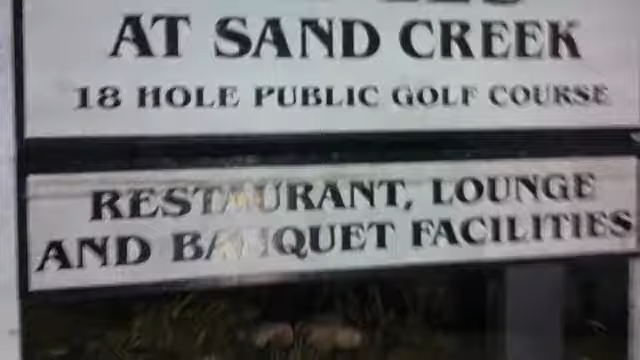 AT SAND CREEK
18 HOLE PUBLIC GOLF COURSE
RESTAURANT, LOUNGE
AND BANQUET FACILITIES